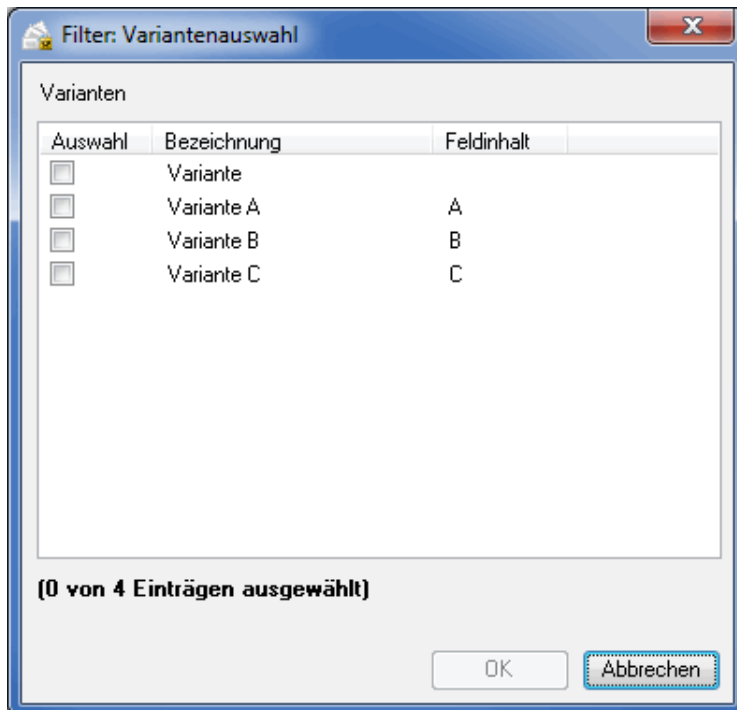 Filter: Variantenauswahl
Varianten
Auswahl Bezeichnung Feldinhalt
Variante
Variante A A
Variante B B
Variante C C
(0 von 4 Einträgen ausgewählt)
OK Abbrechen